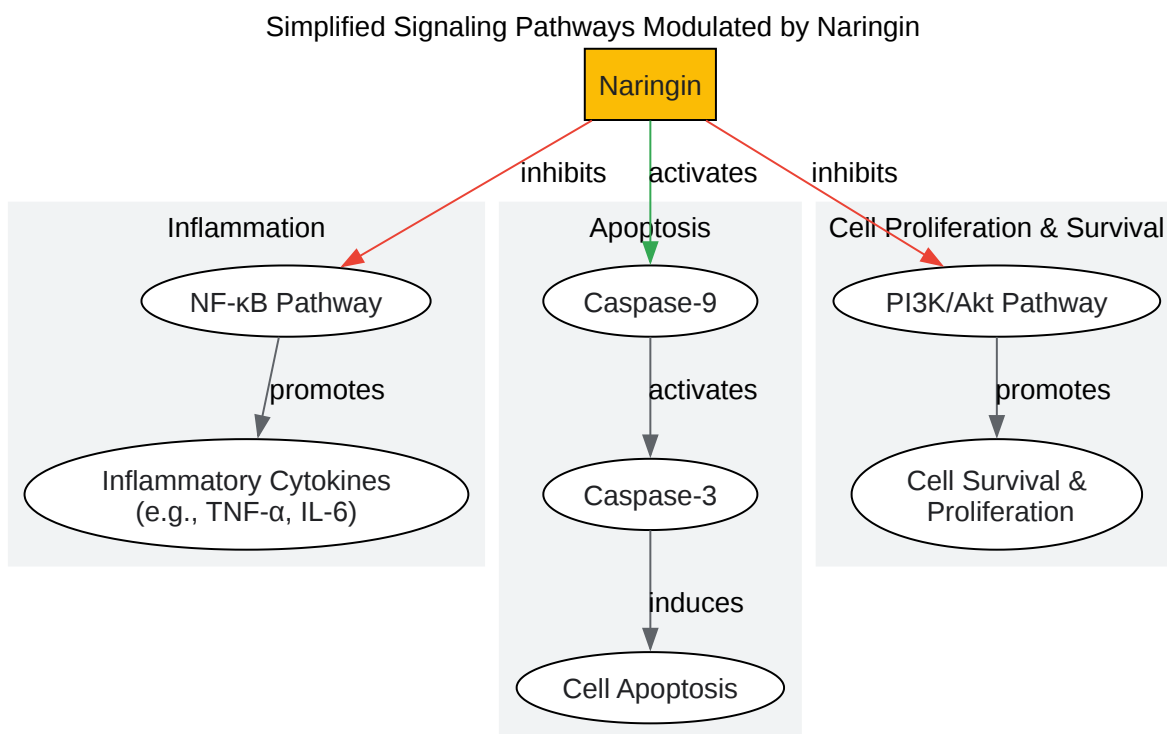 Simplified Signaling Pathways Modulated by Naringin
Naringin
inhibits
activates
inhibits
Inflammation
Apoptosis
Cell Proliferation & Survival
NF-κB Pathway
Caspase-9
PI3K/Akt Pathway
promotes
activates
promotes
Inflammatory Cytokines
(e.g., TNF-α, IL-6)
Caspase-3
Cell Survival &
Proliferation
induces
Cell Apoptosis